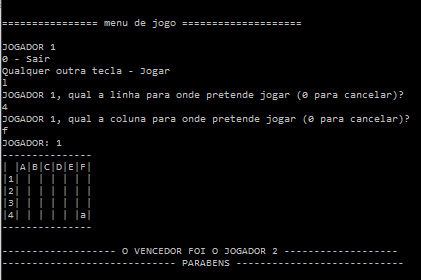 ================ menu de jogo ====================
JOGADOR 1
0 - Sair
Qualquer outra tecla - Jogar
l
JOGADOR 1, qual a linha para onde pretende jogar (0 para cancelar)?
4
JOGADOR 1, qual a coluna para onde pretende jogar (0 para cancelar)?
f
JOGADOR: 1
---------------
| |A|B|C|D|E|F|
|1| | | | | | |
|2| | | | | | |
|3| | | | | | |
|4| | | | | |a|
---------------
------------------- O VENCEDOR FOI O JOGADOR 2 -------------------
----------------------------- PARABENS ----------------------------